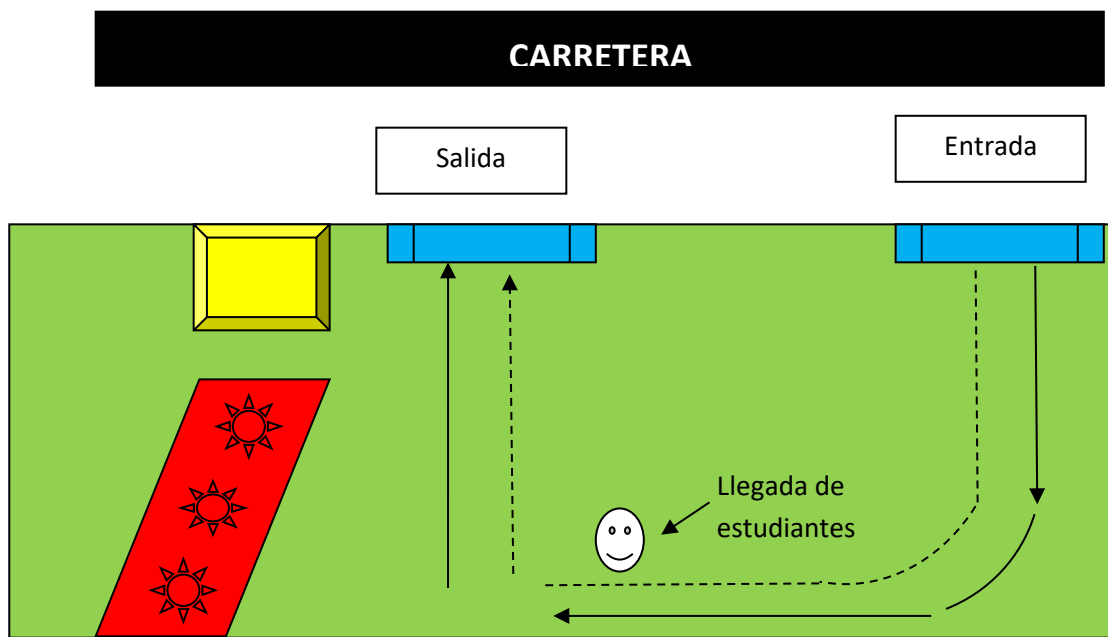 CARRETERA
Salida
Entrada
Llegada de
estudiantes